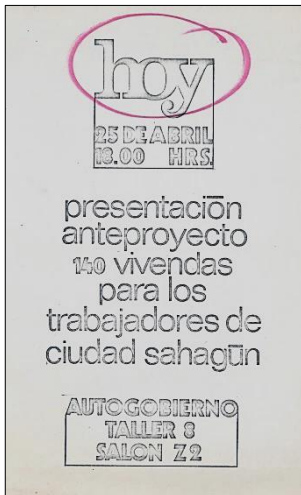 hoy
25 DE ABRIL
18.00 HRS.
presentación
anteproyecto
140 vivendas
para los
trabajadores de
ciudad sahagūn
AUTOGOBIERNO
TALLER 8
SALON Z2